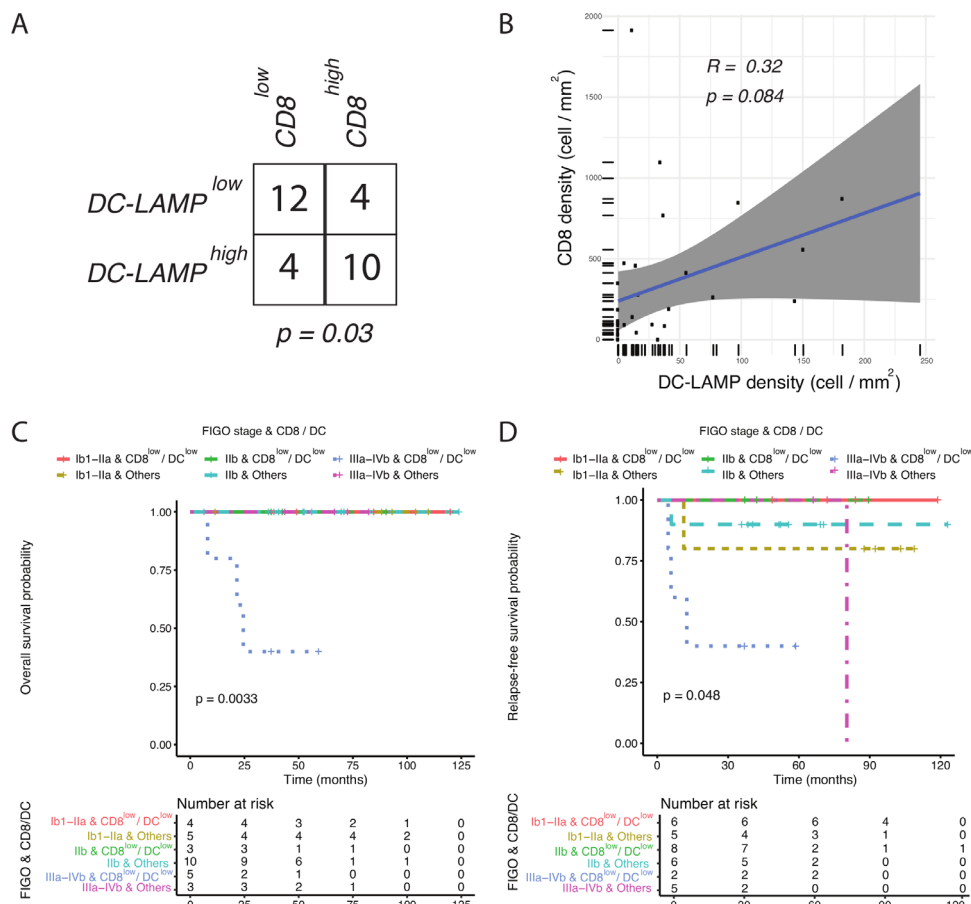 A
CD8 low
CD8 high
DC-LAMP low
12 4
DC-LAMP high
4 10
p = 0.03
B
R = 0.32
p = 0.084
CD8 density (cell / mm2)
2000
1500
1000
500
0
0 50 100 150 200 250
DC-LAMP density (cell / mm2)
C
FIGO stage & CD8 / DC
Ib1–IIa & CD8low/ DClow IIb & CD8low/ DClow IIIa–IVb & CD8low/ DClow
Ib1–IIa & Others IIb & Others IIIa–IVb & Others
Overall survival probability
1.00
0.75
0.50
0.25
0.00
p = 0.0033
0 25 50 75 100 125
Time (months)
FIGO & CD8/DC
Number at risk
Ib1–IIa & CD8low/ DClow 4 4 3 2 1 0
Ib1–IIa & Others 5 4 4 4 2 0
IIb & CD8low/ DClow 3 3 1 1 0 0
IIb & Others 10 9 6 1 1 0
IIIa–IVb & CD8low/ DClow 5 2 1 0 0 0
IIIa–IVb & Others 3 3 2 1 0 0
0 25 50 75 100 125
D
FIGO stage & CD8 / DC
Ib1–IIa & CD8low/ DClow IIb & CD8low/ DClow IIIa–IVb & CD8low/ DClow
Ib1–IIa & Others IIb & Others IIIa–IVb & Others
Relapse-free survival probability
1.00
0.75
0.50
0.25
0.00
p = 0.048
0 30 60 90 120
Time (months)
FIGO & CD8/DC
Number at risk
Ib1–IIa & CD8low/ DClow 6 6 6 4 0
Ib1–IIa & Others 5 4 3 1 0
IIb & CD8low/ DClow 8 7 2 1 1
IIb & Others 6 5 2 0 0
IIIa–IVb & CD8low/ DClow 2 2 2 0 0
IIIa–IVb & Others 5 2 0 0 0